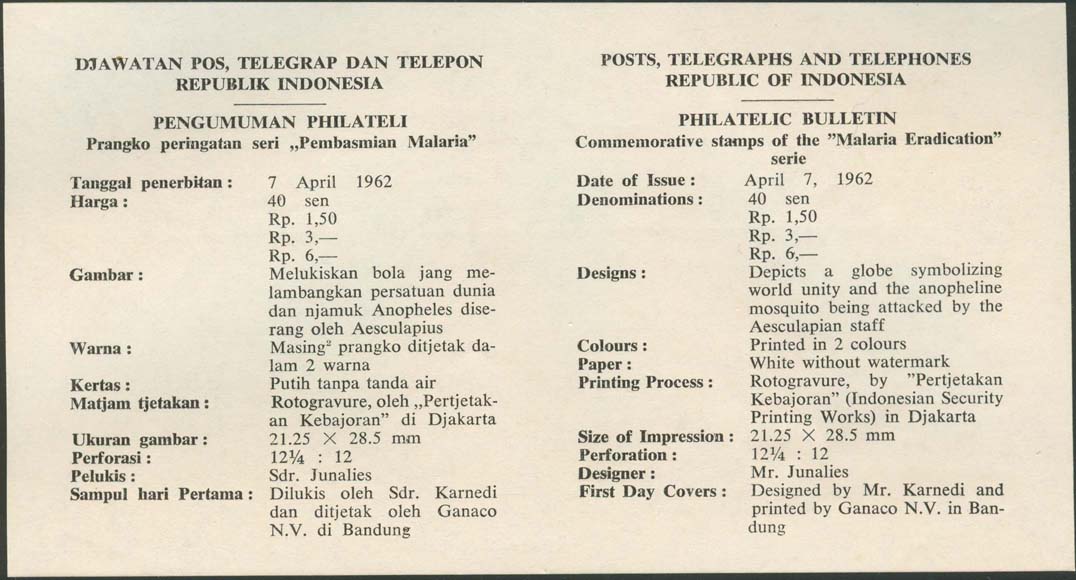 DJAWATAN POS, TELEGRAP DAN TELEPON
REPUBLIK INDONESIA
PENGUMUMAN PHILATELI
Prangko peringatan seri „Pembasmian Malaria”
Tanggal penerbitan : 7 April 1962
Harga : 40 sen
Rp. 1,50
Rp. 3,—
Rp. 6,—
Gambar : Melukiskan bola jang me-
lambangkan persatuan dunia
dan njamuk Anopheles dise-
rang oleh Aesculapius
Warna : Masing² prangko ditjetak da-
lam 2 warna
Kertas : Putih tanpa tanda air
Matjam tjetakan : Rotogravure, oleh „Pertjetak-
an Kebajoran” di Djakarta
Ukuran gambar : 21.25 × 28.5 mm
Perforasi : 12¼ : 12
Pelukis : Sdr. Junalies
Sampul hari Pertama : Dilukis oleh Sdr. Karnedi
dan ditjetak oleh Ganaco
N.V. di Bandung
POSTS, TELEGRAPHS AND TELEPHONES
REPUBLIC OF INDONESIA
PHILATELIC BULLETIN
Commemorative stamps of the ”Malaria Eradication”
serie
Date of Issue : April 7, 1962
Denominations : 40 sen
Rp. 1,50
Rp. 3,—
Rp. 6,—
Designs : Depicts a globe symbolizing
world unity and the anopheline
mosquito being attacked by the
Aesculapian staff
Colours : Printed in 2 colours
Paper : White without watermark
Printing Process : Rotogravure, by ”Pertjetakan
Kebajoran” (Indonesian Security
Printing Works) in Djakarta
Size of Impression : 21.25 × 28.5 mm
Perforation : 12¼ : 12
Designer : Mr. Junalies
First Day Covers : Designed by Mr. Karnedi and
printed by Ganaco N.V. in Ban-
dung